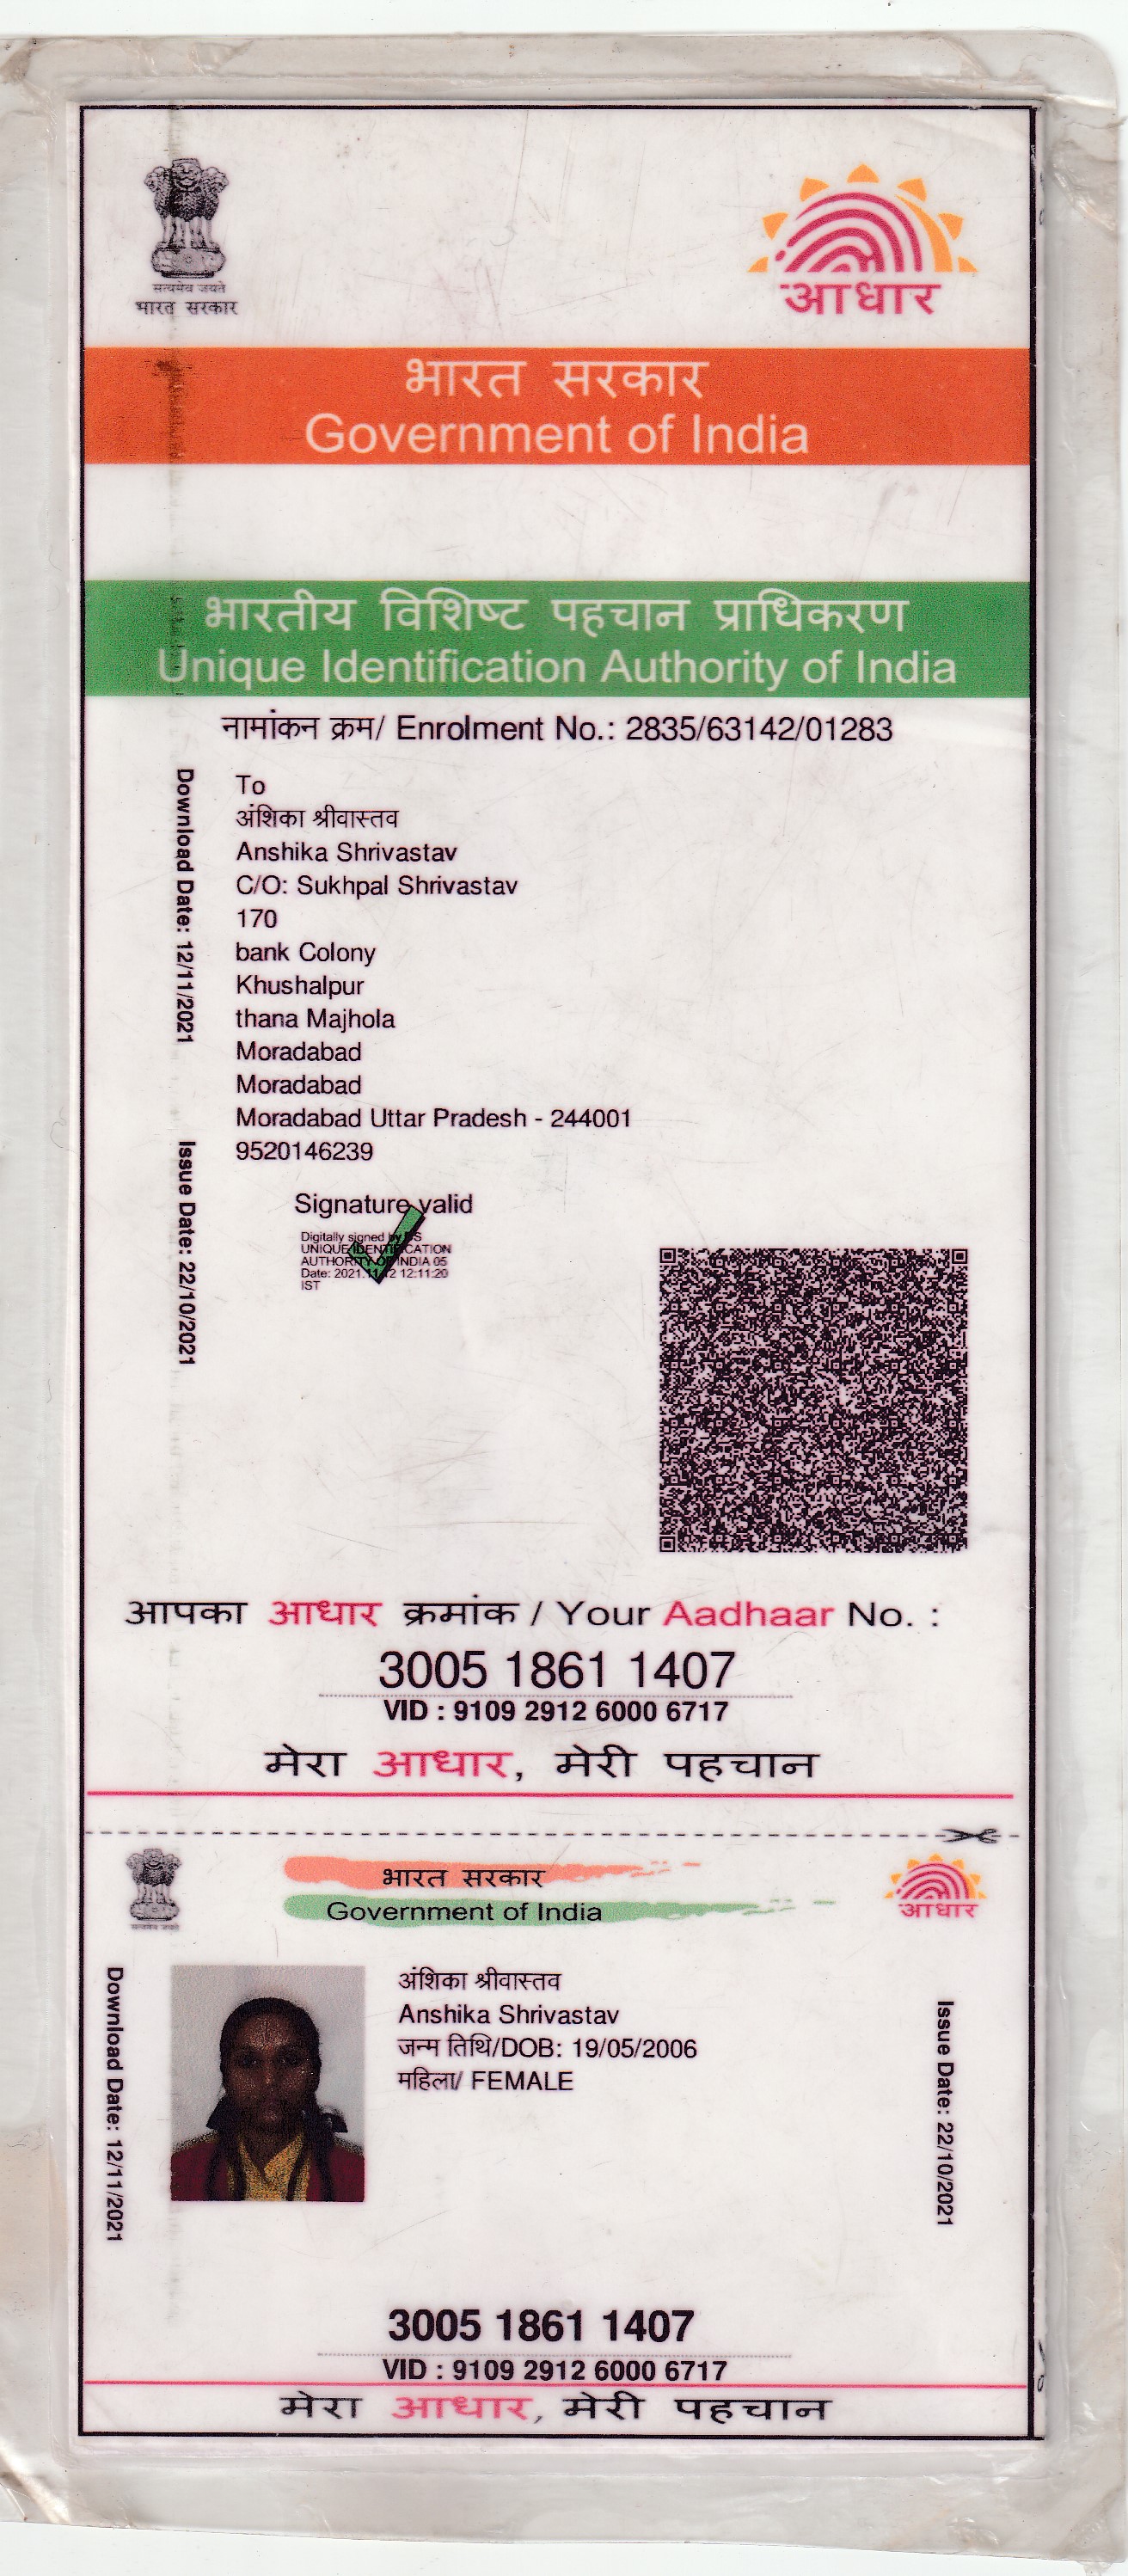 सत्यमेव जयते
भारत सरकार
आधार
भारत सरकार
Government of India
भारतीय विशिष्ट पहचान प्राधिकरण
Unique Identification Authority of India
नामांकन क्रम/ Enrolment No.: 2835/63142/01283
Download Date: 12/11/2021
Issue Date: 22/10/2021
To
अंशिका श्रीवास्तव
Anshika Shrivastav
C/O: Sukhpal Shrivastav
170
bank Colony
Khushalpur
thana Majhola
Moradabad
Moradabad
Moradabad Uttar Pradesh - 244001
9520146239
Signature valid
Digitally signed by DS
UNIQUE IDENTIFICATION
AUTHORITY OF INDIA 05
Date: 2021.11.12 12:11:20
IST
आपका आधार क्रमांक / Your Aadhaar No. :
3005 1861 1407
VID : 9109 2912 6000 6717
मेरा आधार, मेरी पहचान
भारत सरकार
Government of India
आधार
Download Date: 12/11/2021
अंशिका श्रीवास्तव
Anshika Shrivastav
जन्म तिथि/DOB: 19/05/2006
महिला/ FEMALE
Issue Date: 22/10/2021
3005 1861 1407
VID : 9109 2912 6000 6717
मेरा आधार, मेरी पहचान